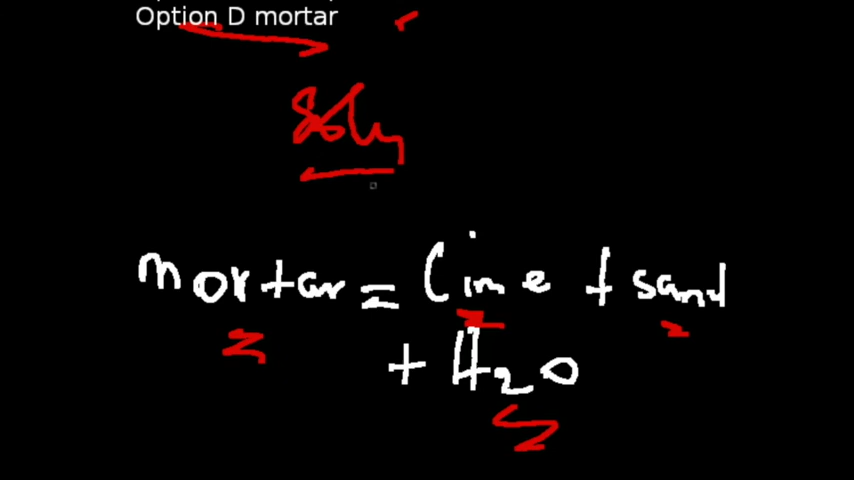 Option D mortar
Soln
mortar = Lime + sand
+ H2O